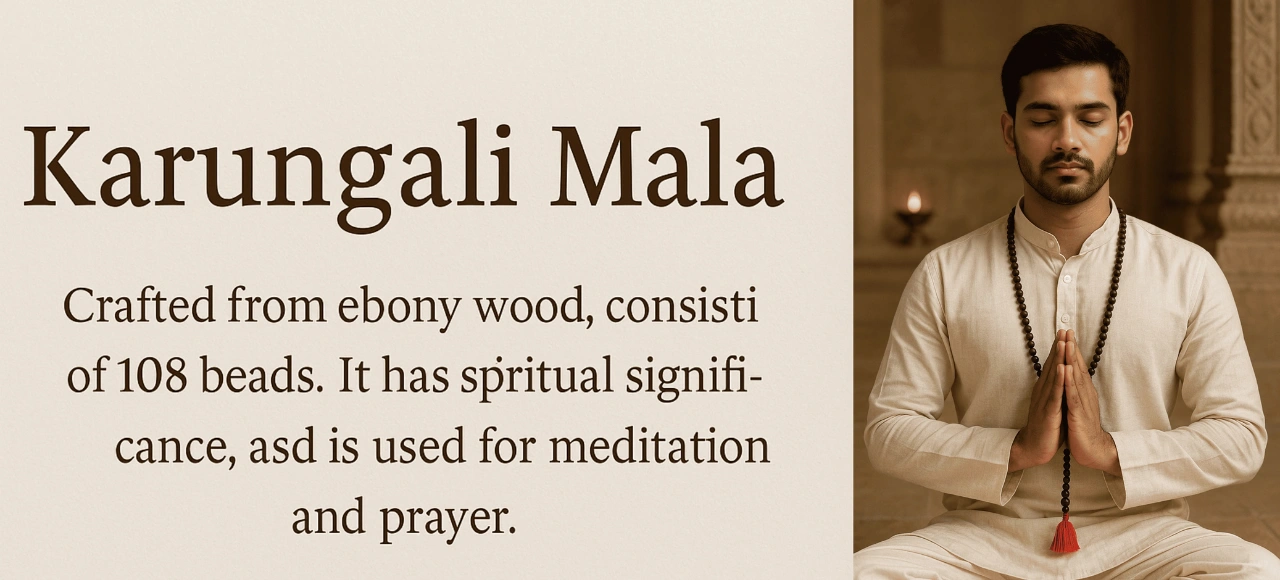 Karungali Mala
Crafted from ebony wood, consisti
of 108 beads. It has spiritual signifi-
cance, asd is used for meditation
and prayer.